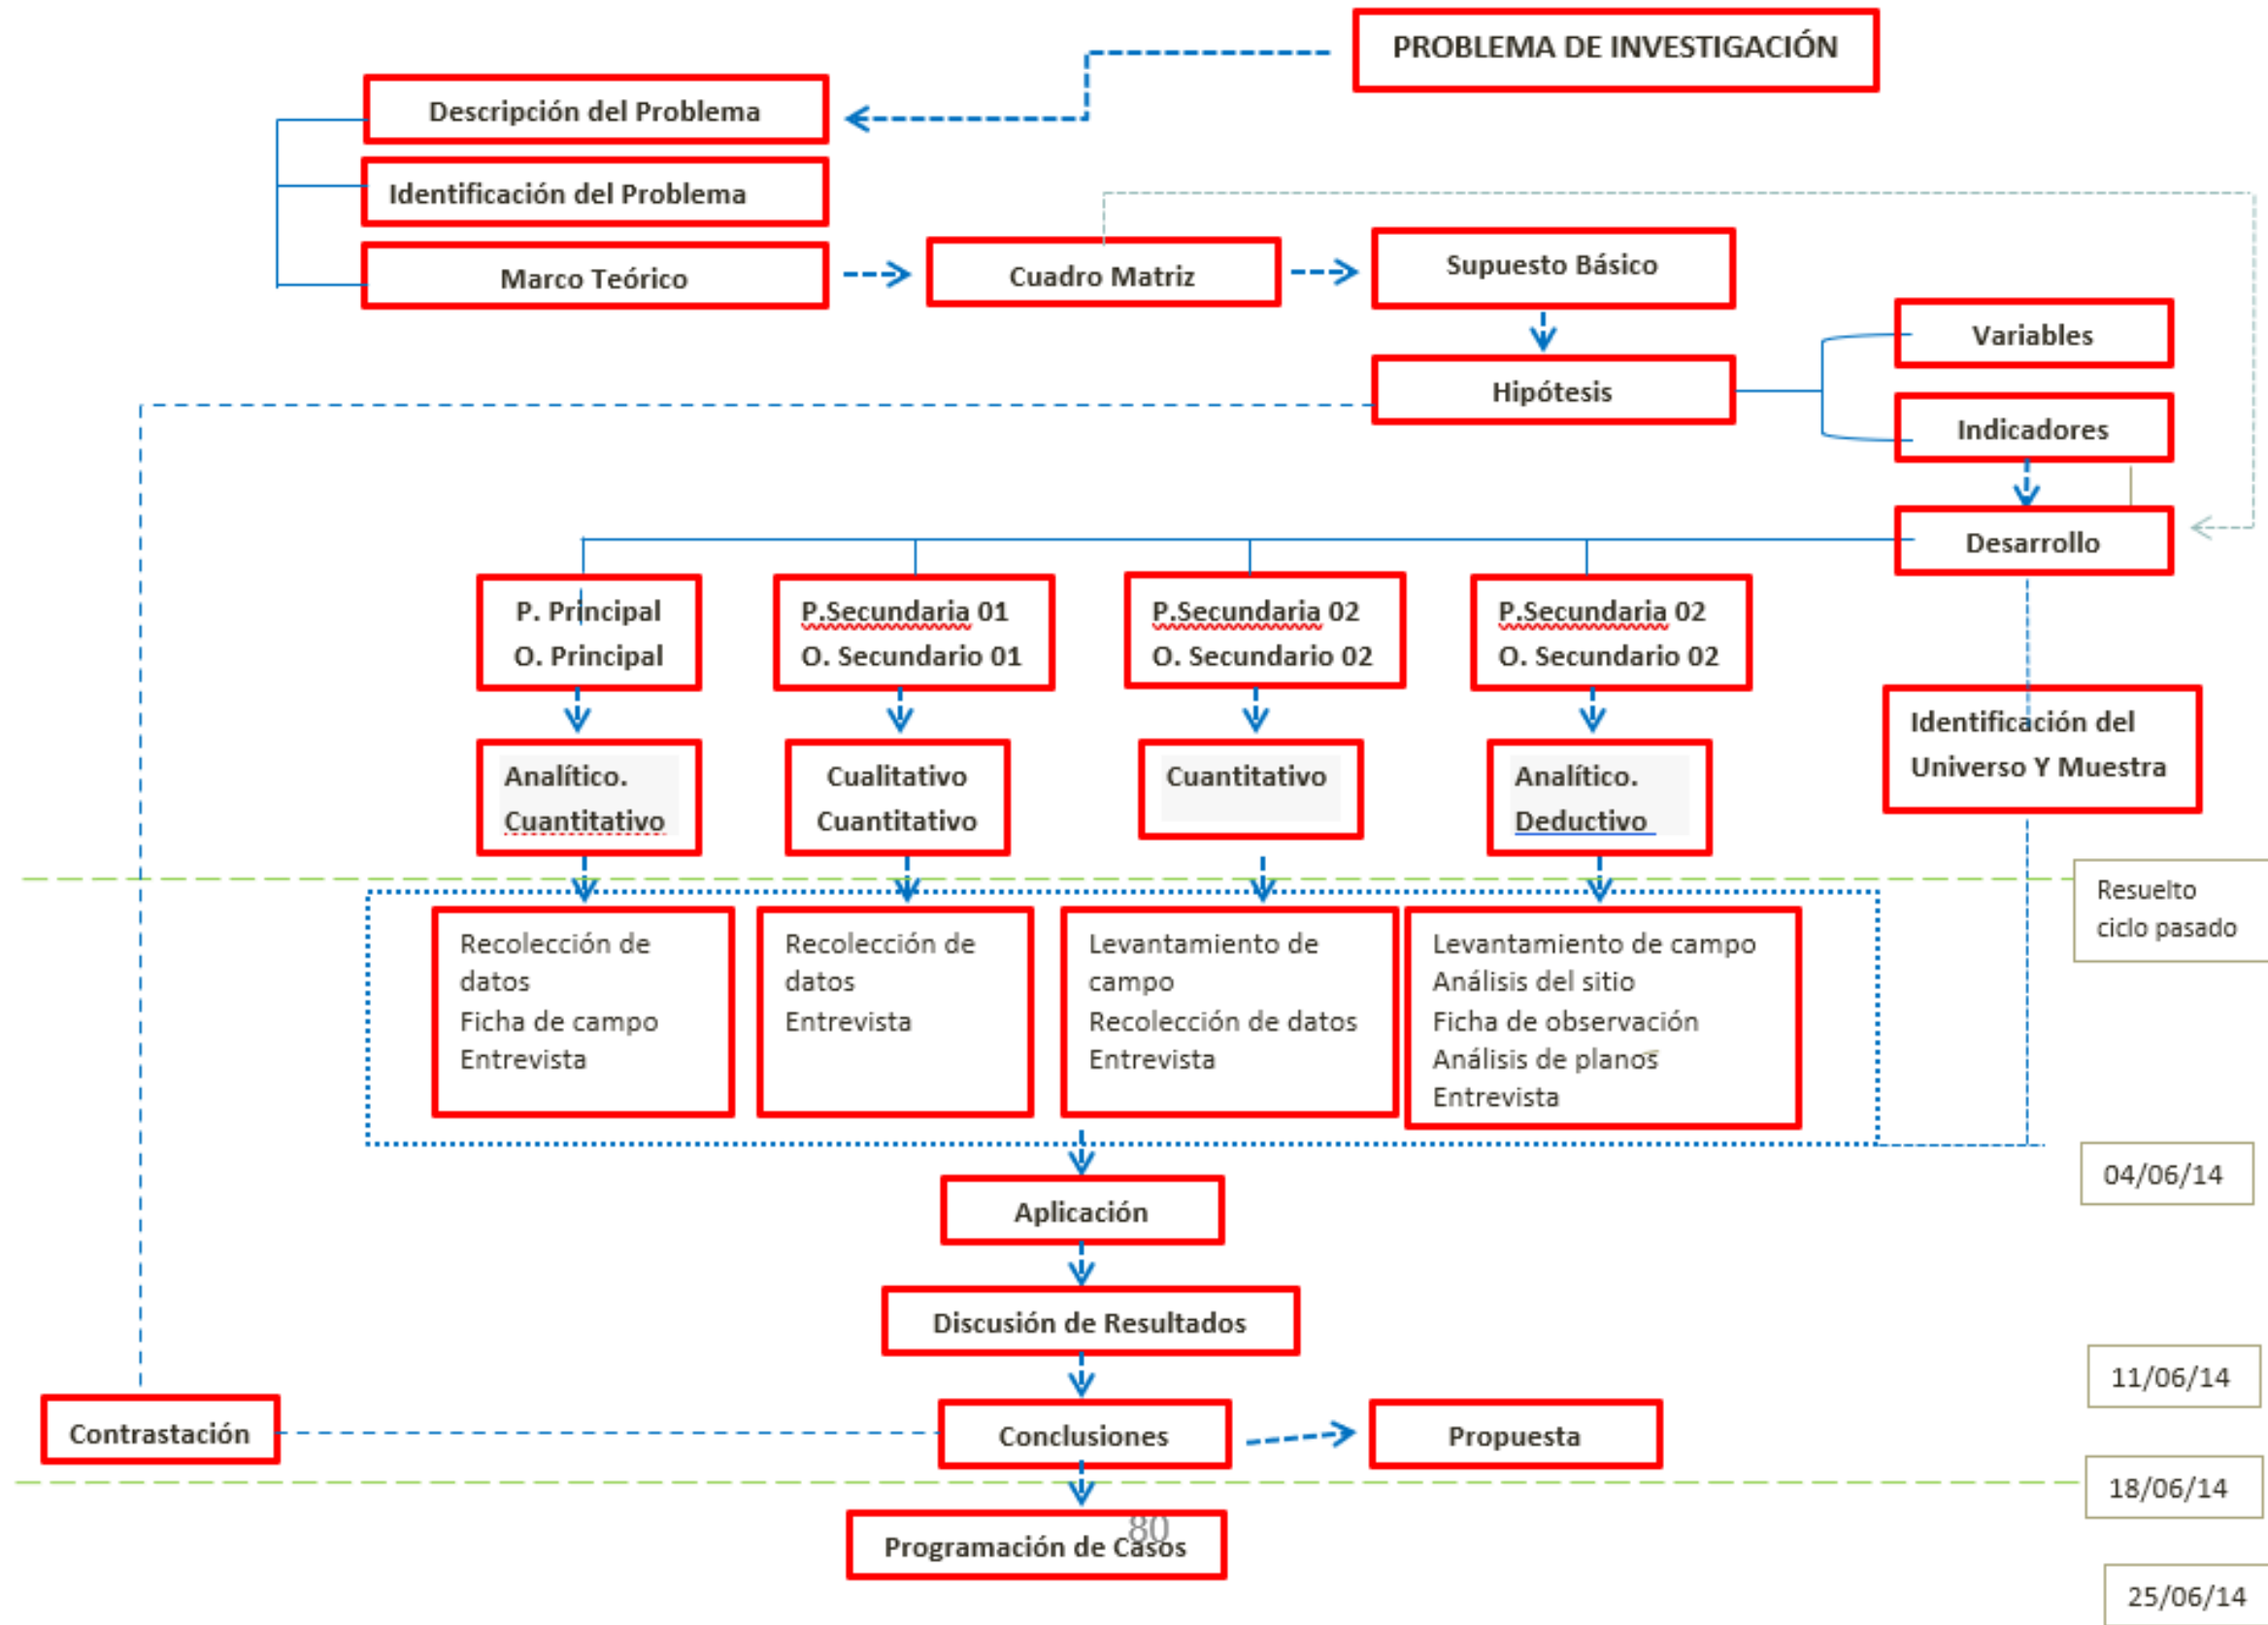 PROBLEMA DE INVESTIGACIÓN
Descripción del Problema
Identificación del Problema
Marco Teórico
Cuadro Matriz
Supuesto Básico
Hipótesis
Variables
Indicadores
Desarrollo
P. Principal
O. Principal
P.Secundaria 01
O. Secundario 01
P.Secundaria 02
O. Secundario 02
P.Secundaria 02
O. Secundario 02
Identificación del
Universo Y Muestra
Analítico.
Cuantitativo
Cualitativo
Cuantitativo
Cuantitativo
Analítico.
Deductivo
Resuelto
ciclo pasado
Recolección de
datos
Ficha de campo
Entrevista
Recolección de
datos
Entrevista
Levantamiento de
campo
Recolección de datos
Entrevista
Levantamiento de campo
Análisis del sitio
Ficha de observación
Análisis de planos
Entrevista
04/06/14
Aplicación
Discusión de Resultados
11/06/14
Contrastación
Conclusiones
Propuesta
18/06/14
80
Programación de Casos
25/06/14